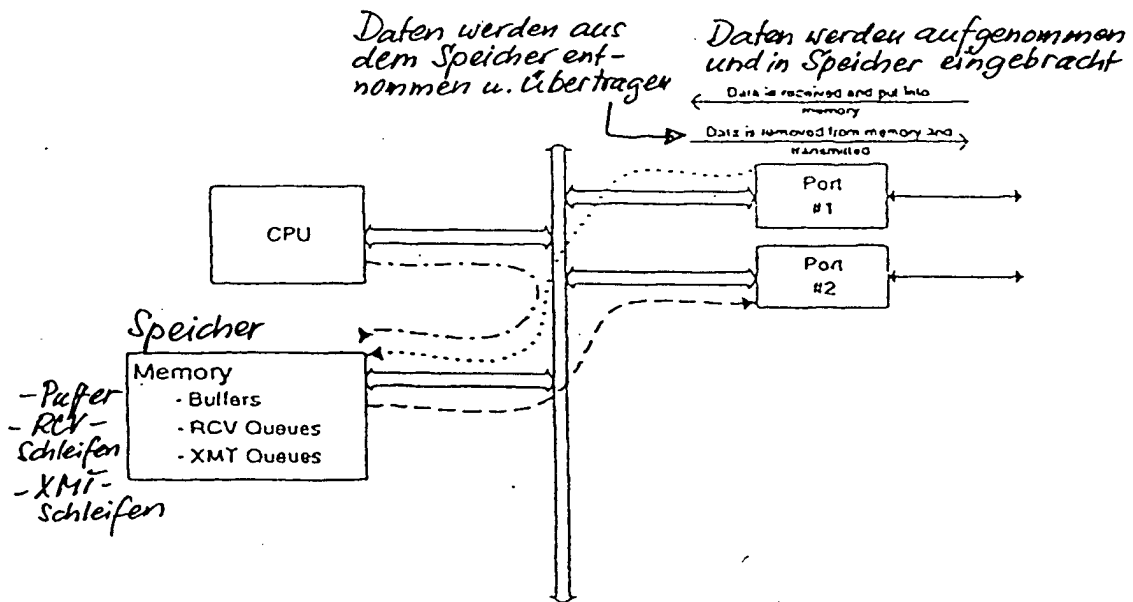 Daten werden aus
dem Speicher ent-
nommen u. Übertragen
Daten werden aufgenommen
und in Speicher eingebracht
Data is received and put into
memory
Data is removed from memory and
transmitted
Port
#1
CPU
Port
#2
Speicher
Memory
- Buffers
- RCV Queues
- XMT Queues
- Puffer
- RCV-
Schleifen
- XMT-
Schleifen